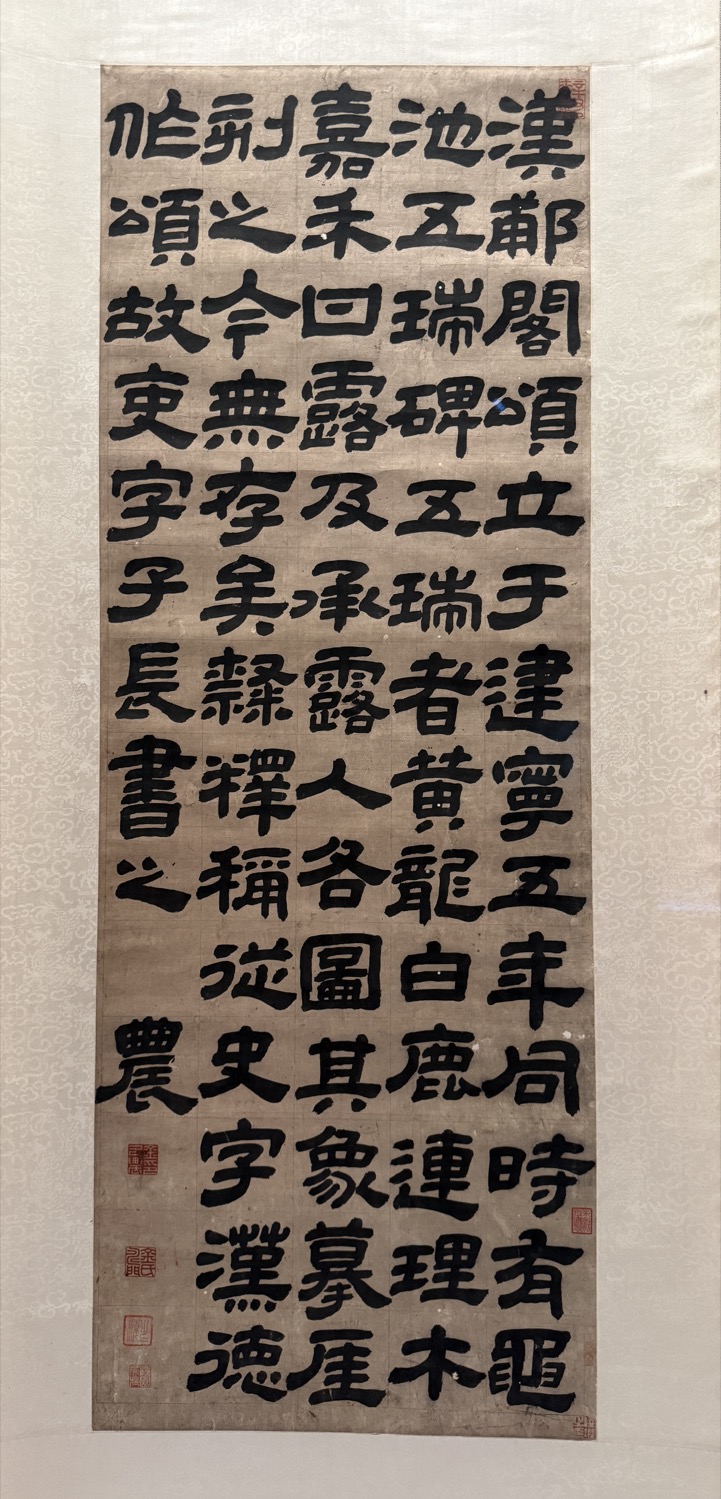 漢郙閣頌立于建寧五年同時有黽
池五瑞碑五瑞者黃龍白鹿連理木
嘉禾曰露及承露人各圖其象摹厓
刻之今無存矣隸釋稱從史字漢德
作頌故吏字子長書之
農